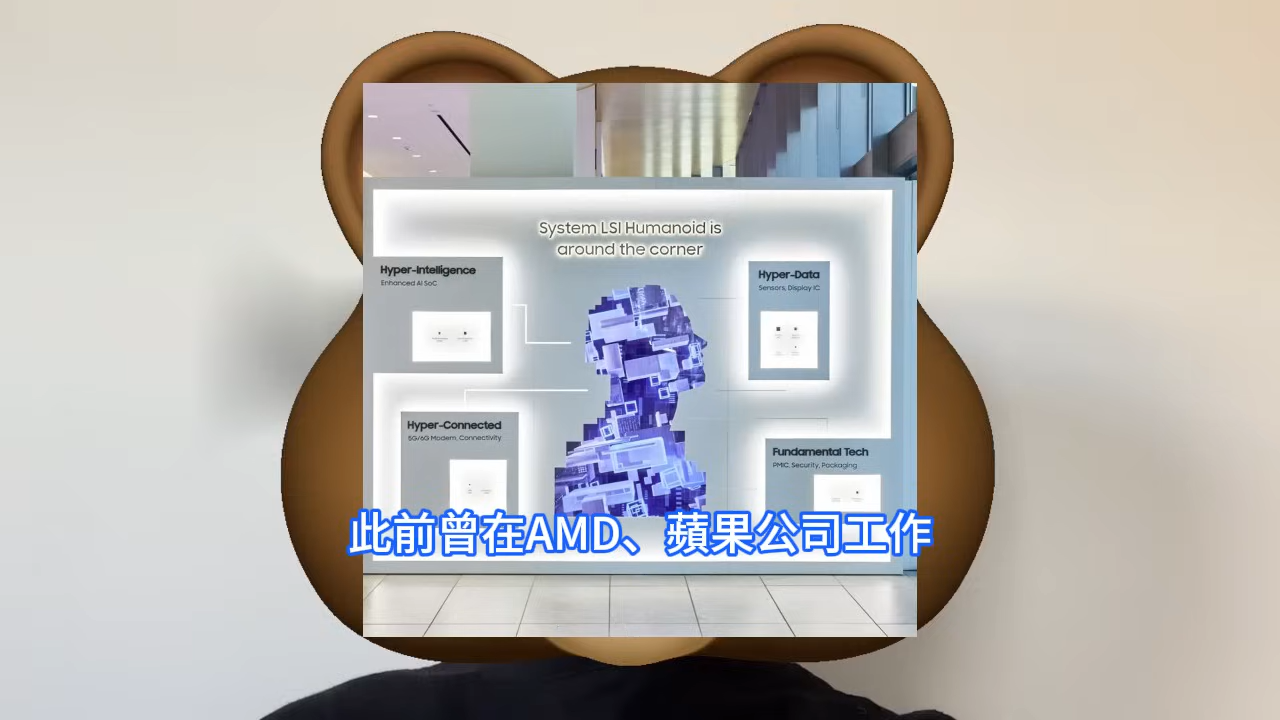 System LSI Humanoid is
around the corner
Hyper-Intelligence
Enhanced AI SoC
Hyper-Data
Sensors, Display IC
Hyper-Connected
5G/6G Modem, Connectivity
Fundamental Tech
PMIC, Security, Packaging
此前曾在AMD、蘋果公司工作